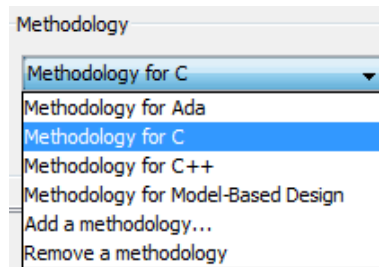 Methodology
Methodology for C
Methodology for Ada
Methodology for C
Methodology for C++
Methodology for Model-Based Design
Add a methodology...
Remove a methodology